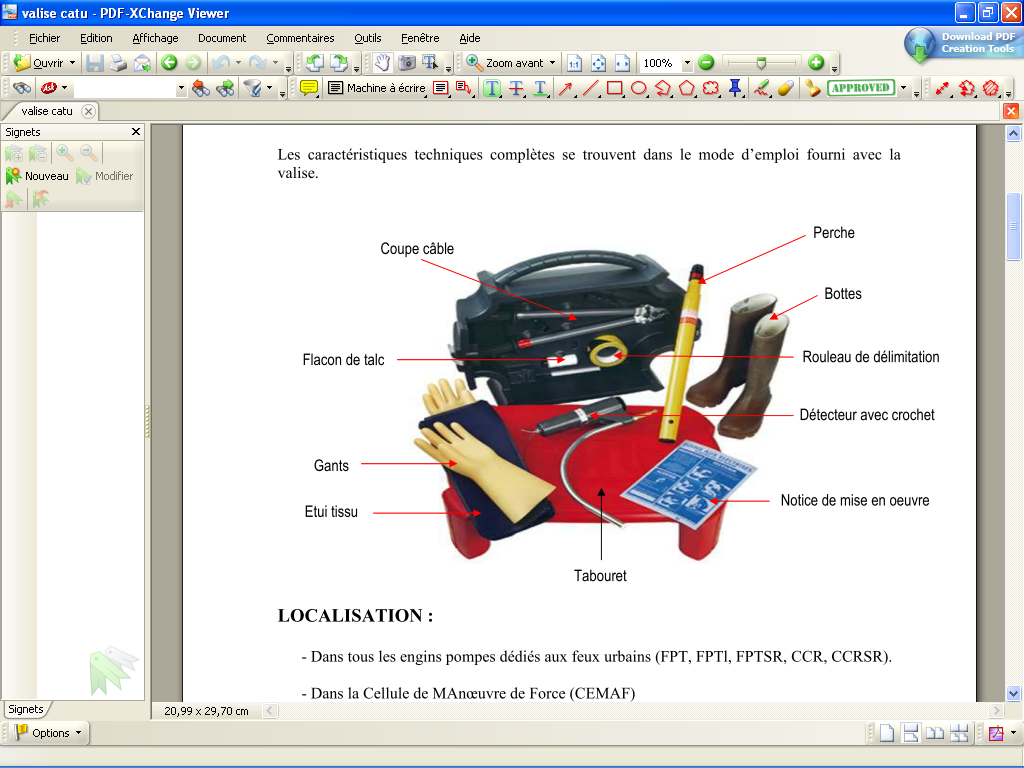 valise catu - PDF-XChange Viewer
Fichier Edition Affichage Document Commentaires Outils Fenêtre Aide
Download PDF
Creation Tools
Ouvrir Zoom avant 100%
Machine à écrire APPROVED
valise catu
Signets
Nouveau Modifier
Les caractéristiques techniques complètes se trouvent dans le mode d'emploi fourni avec la
valise.
Perche
Coupe câble
Bottes
Flacon de talc
Rouleau de délimitation
Détecteur avec crochet
Gants
Notice de mise en oeuvre
Etui tissu
Tabouret
LOCALISATION :
- Dans tous les engins pompes dédiés aux feux urbains (FPT, FPTl, FPTSR, CCR, CCRSR).
- Dans la Cellule de MAnœuvre de Force (CEMAF)
Signets
20,99 x 29,70 cm
Options